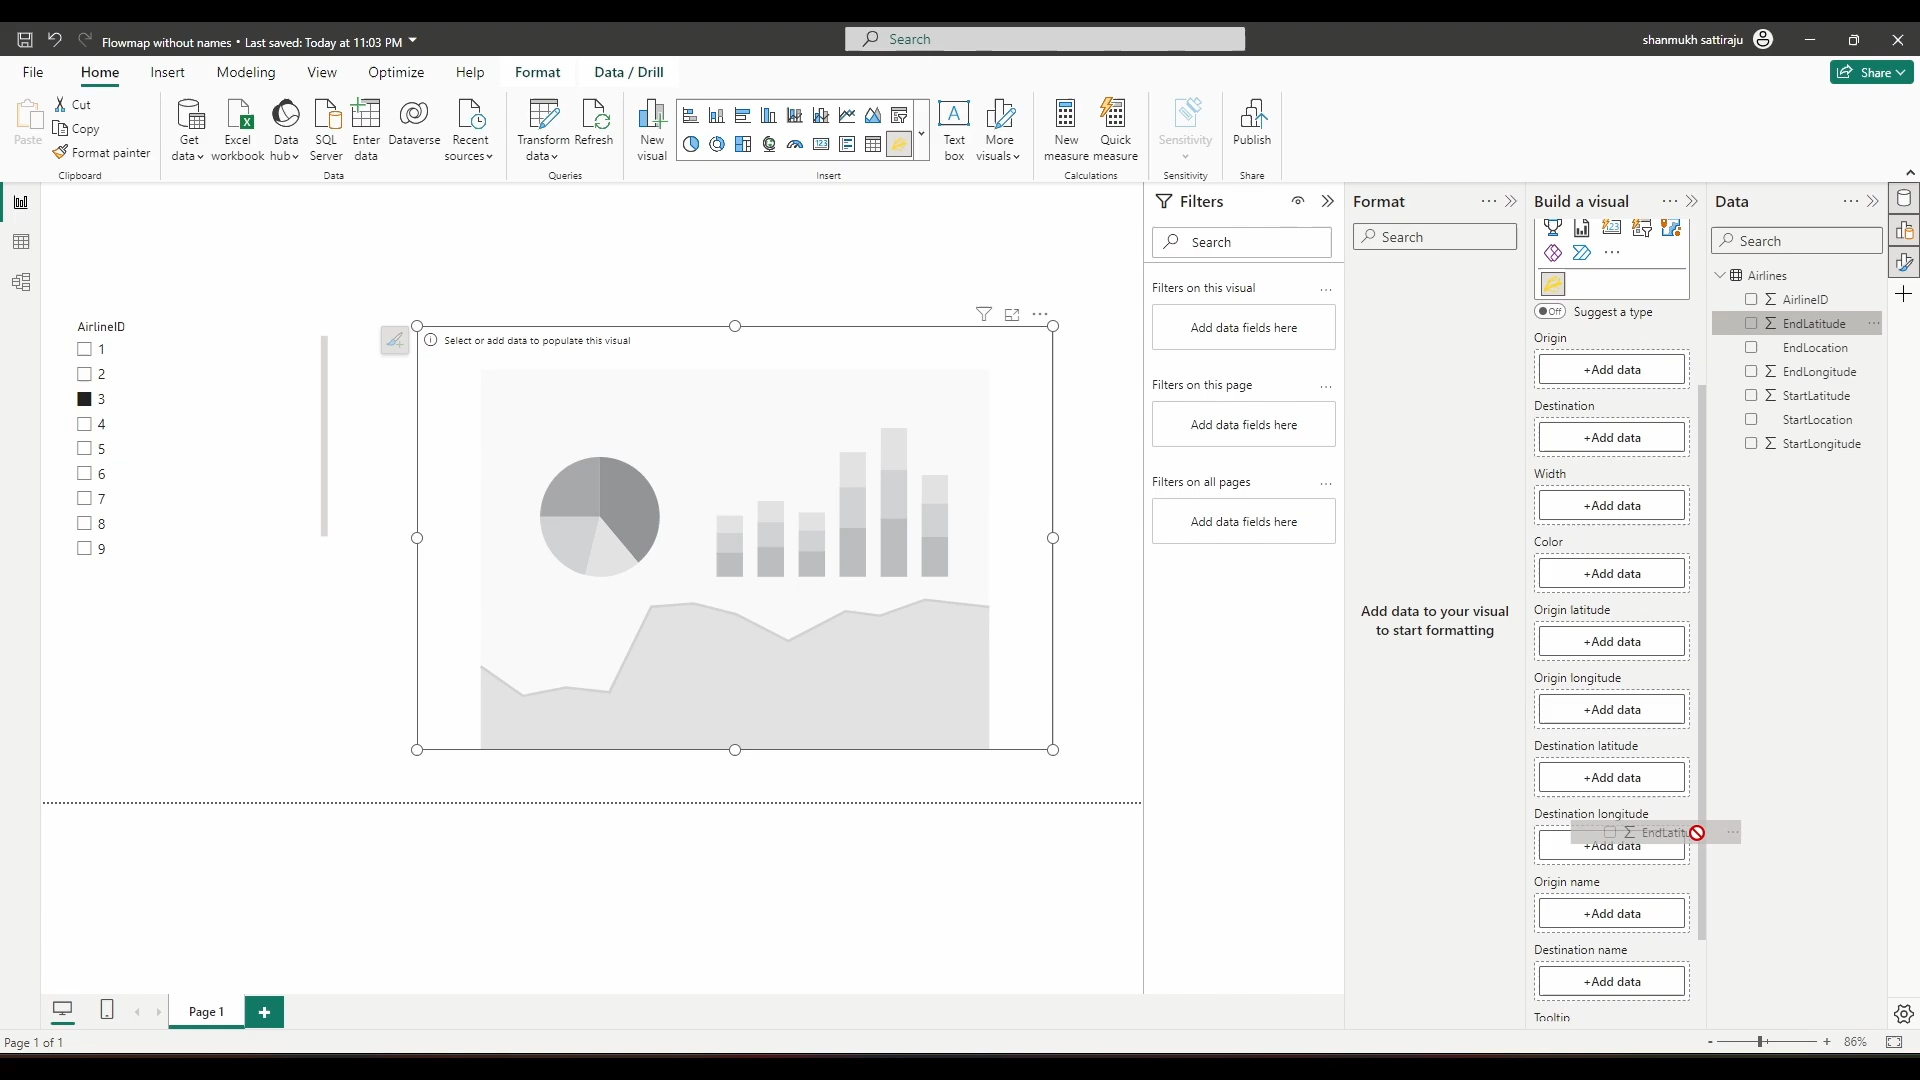 Flowmap without names • Last saved: Today at 11:03 PM
Search
shanmukh sattiraju
File
Home
Insert
Modeling
View
Optimize
Help
Format
Data / Drill
Share
Paste
Cut
Copy
Format painter
Clipboard
Get data
Excel workbook
Data hub
SQL Server
Enter data
Dataverse
Recent sources
Data
Transform data
Refresh
Queries
New visual
Text box
More visuals
Insert
New measure
Quick measure
Calculations
Sensitivity
Sensitivity
Publish
Share
AirlineID
1
2
3
4
5
6
7
8
9
Select or add data to populate this visual
Filters
Search
Filters on this visual
Add data fields here
Filters on this page
Add data fields here
Filters on all pages
Add data fields here
Format
Search
Add data to your visual
to start formatting
Build a visual
Off
Suggest a type
Origin
+Add data
Destination
+Add data
Width
+Add data
Color
+Add data
Origin latitude
+Add data
Origin longitude
+Add data
Destination latitude
+Add data
Destination longitude
+Add data
Origin name
+Add data
Destination name
+Add data
Tooltip
Data
Search
Airlines
AirlineID
EndLatitude
EndLocation
EndLongitude
StartLatitude
StartLocation
StartLongitude
Page 1
Page 1 of 1
- + 86%